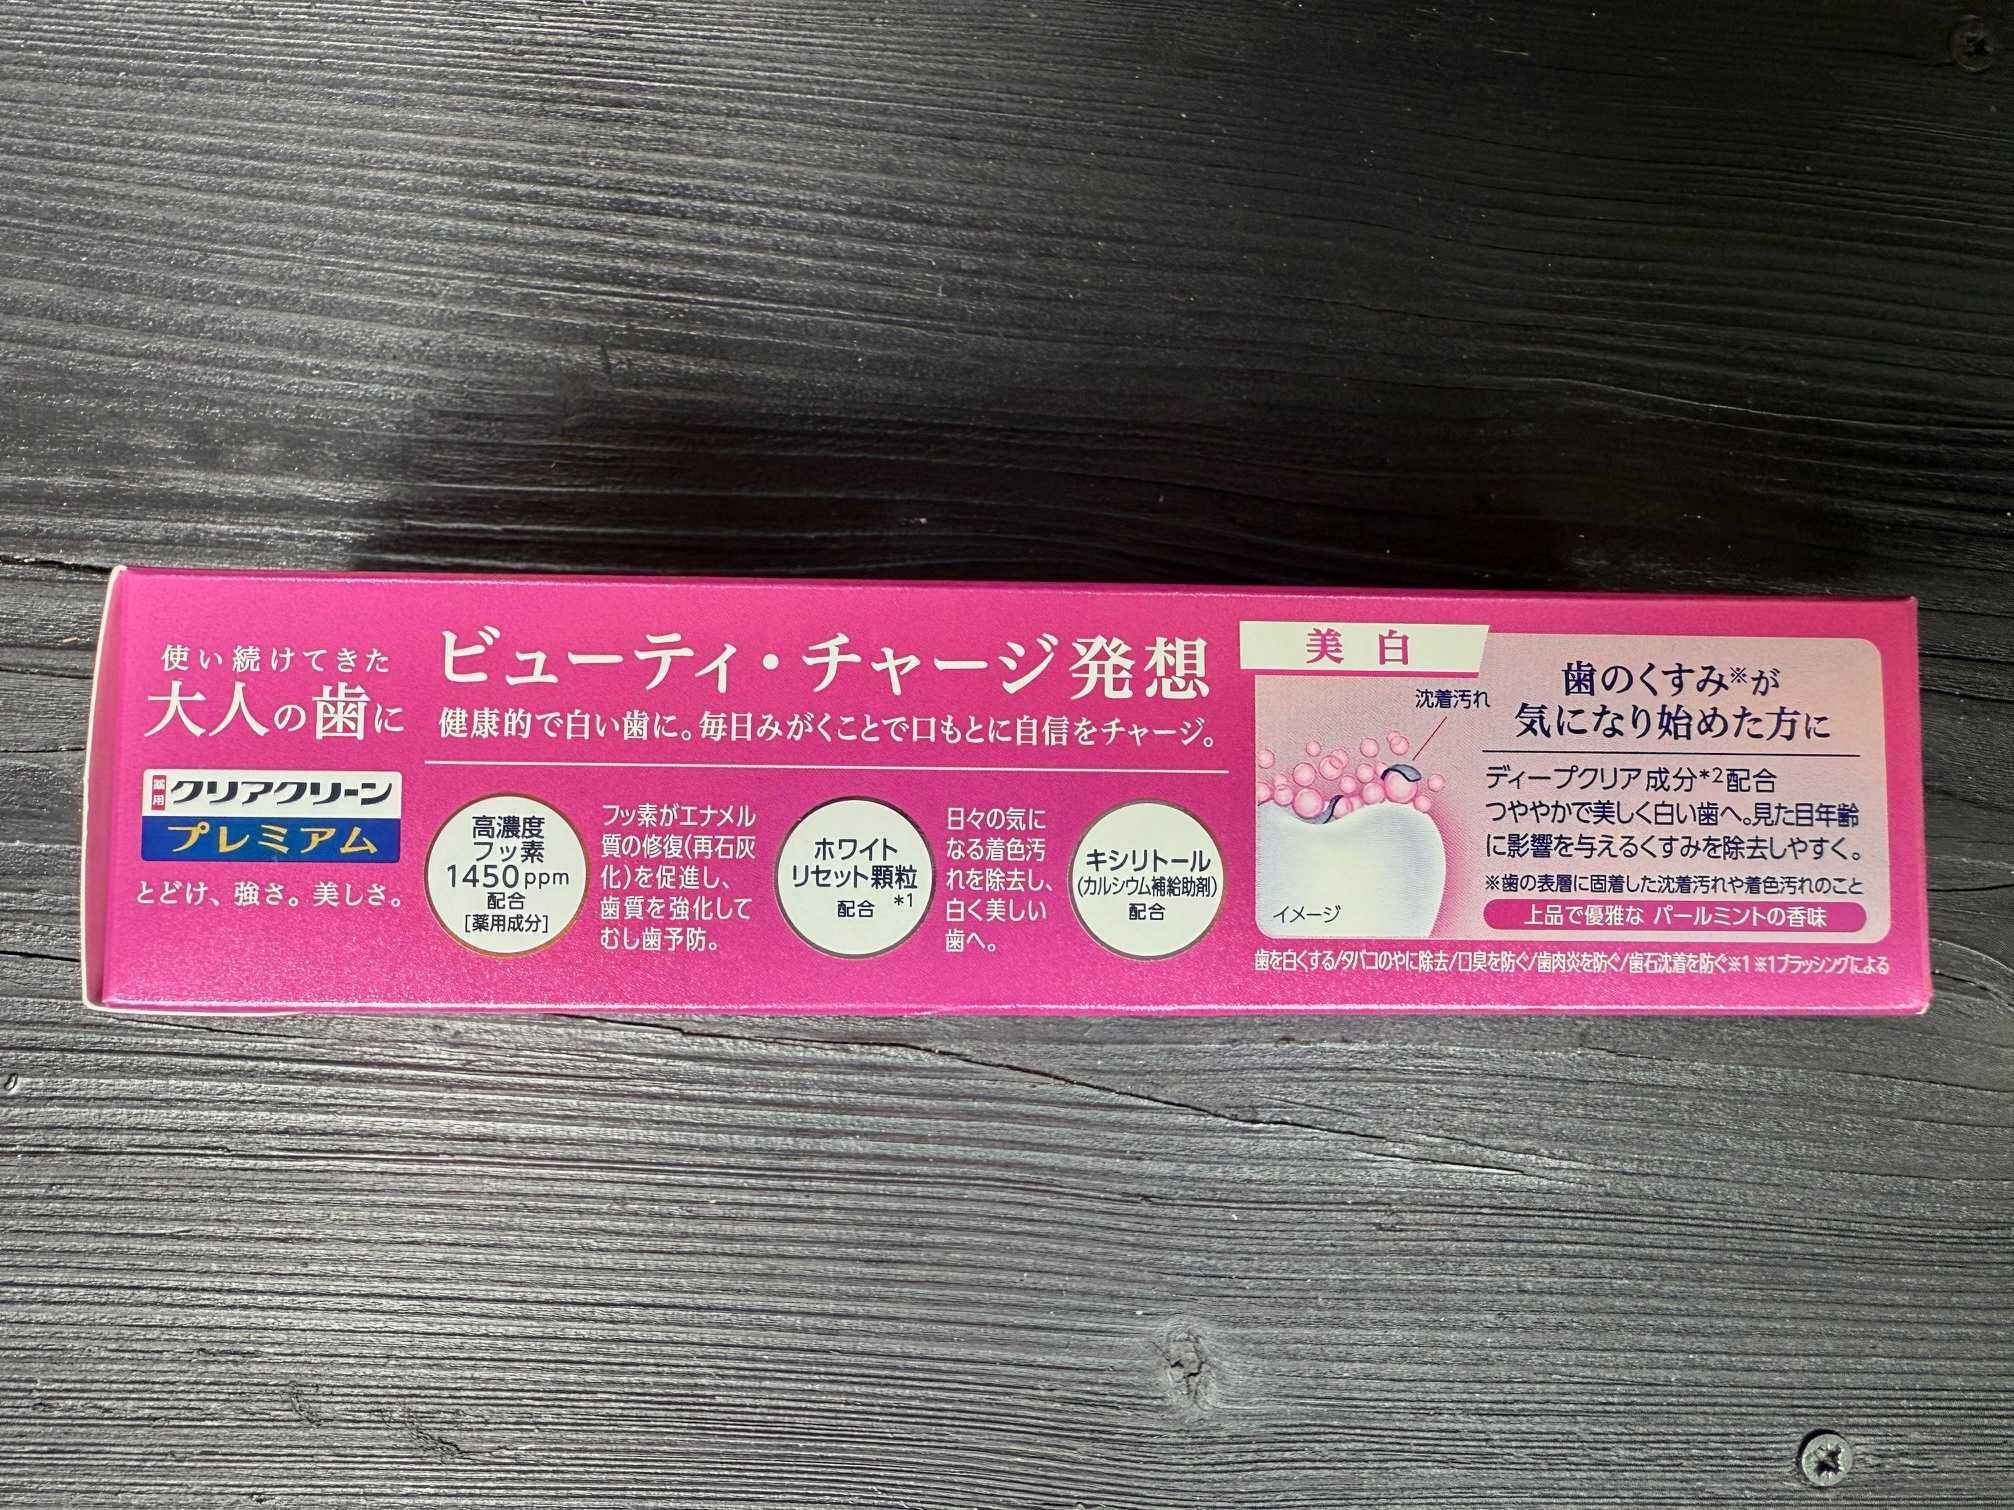 使い続けてきた
大人の歯に
薬用
クリアクリーン
プレミアム
とどけ、強さ。美しさ。
ビューティ・チャージ発想
健康的で白い歯に。毎日みがくことで口もとに自信をチャージ。
高濃度
フッ素
1450ppm
配合
[薬用成分]
フッ素がエナメル
質の修復(再石灰
化)を促進し、
歯質を強化して
むし歯予防。
ホワイト
リセット顆粒
配合 *1
日々の気に
なる着色汚
れを除去し、
白く美しい
歯へ。
キシリトール
(カルシウム補給助剤)
配合
美白
沈着汚れ
イメージ
歯のくすみ※が
気になり始めた方に
ディープクリア成分*2配合
つややかで美しく白い歯へ。見た目年齢
に影響を与えるくすみを除去しやすく。
※歯の表層に固着した沈着汚れや着色汚れのこと
上品で優雅な パールミントの香味
歯を白くする/タバコのやに除去/口臭を防ぐ/歯肉炎を防ぐ/歯石沈着を防ぐ※1 ※1ブラッシングによる